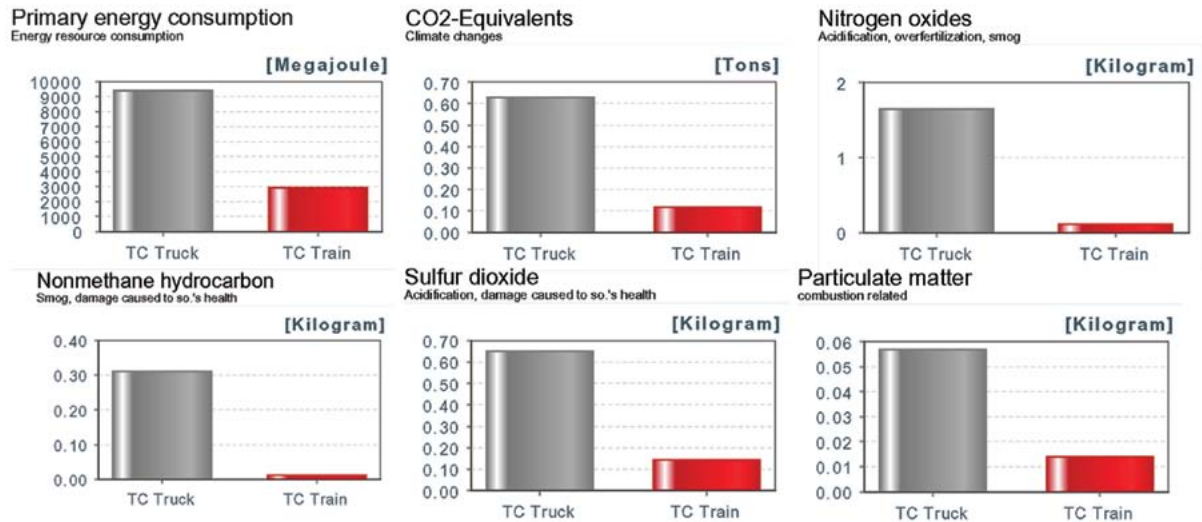 Primary energy consumption
Energy resource consumption
[Megajoule]
10000
9000
8000
7000
6000
5000
4000
3000
2000
1000
0
TC Truck
TC Train
CO2-Equivalents
Climate changes
[Tons]
0.70
0.60
0.50
0.40
0.30
0.20
0.10
0.00
TC Truck
TC Train
Nitrogen oxides
Acidification, overfertilization, smog
[Kilogram]
2
1
0
TC Truck
TC Train
Nonmethane hydrocarbon
Smog, damage caused to so.'s health
[Kilogram]
0.40
0.30
0.20
0.10
0.00
TC Truck
TC Train
Sulfur dioxide
Acidification, damage caused to so.'s health
[Kilogram]
0.70
0.60
0.50
0.40
0.30
0.20
0.10
0.00
TC Truck
TC Train
Particulate matter
combustion related
[Kilogram]
0.06
0.05
0.04
0.03
0.02
0.01
0.00
TC Truck
TC Train